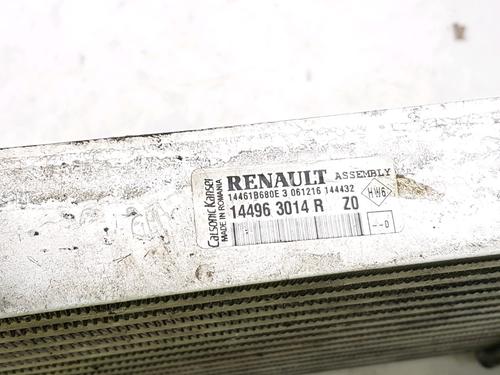 RENAULT ASSEMBLY
14461B680E 3 061216 144432
HW6
14496 3014 R Z0
--0
Calsonic Kansei
MADE IN ROMANIA